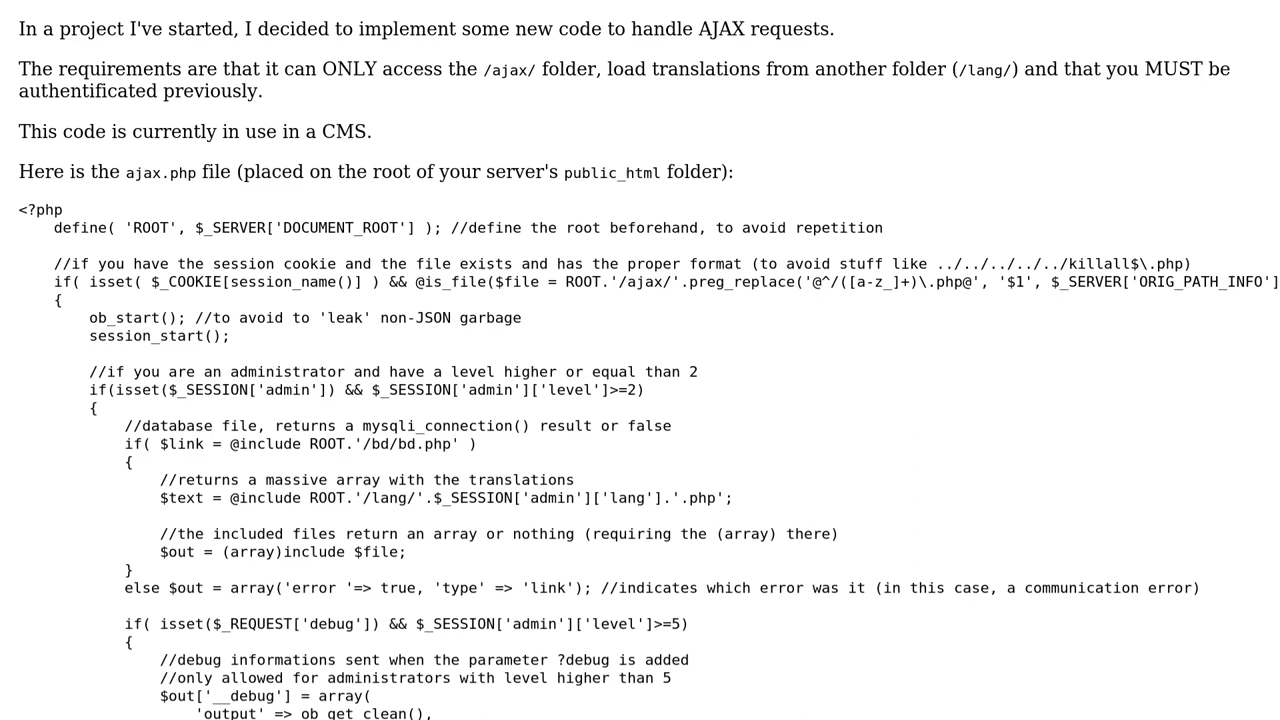 In a project I've started, I decided to implement some new code to handle AJAX requests.
The requirements are that it can ONLY access the /ajax/ folder, load translations from another folder (/lang/) and that you MUST be
authentificated previously.
This code is currently in use in a CMS.
Here is the ajax.php file (placed on the root of your server's public_html folder):
<?php
    define( 'ROOT', $_SERVER['DOCUMENT_ROOT'] ); //define the root beforehand, to avoid repetition
    //if you have the session cookie and the file exists and has the proper format (to avoid stuff like ../../../../../killall$\.php)
    if( isset( $_COOKIE[session_name()] ) && @is_file($file = ROOT.'/ajax/'.preg_replace('@^/([a-z_]+)\.php@', '$1', $_SERVER['ORIG_PATH_INFO']
    {
        ob_start(); //to avoid to 'leak' non-JSON garbage
        session_start();
        //if you are an administrator and have a level higher or equal than 2
        if(isset($_SESSION['admin']) && $_SESSION['admin']['level']>=2)
        {
            //database file, returns a mysqli_connection() result or false
            if( $link = @include ROOT.'/bd/bd.php' )
            {
                //returns a massive array with the translations
                $text = @include ROOT.'/lang/'.$_SESSION['admin']['lang'].'.php';
                //the included files return an array or nothing (requiring the (array) there)
                $out = (array)include $file;
            }
            else $out = array('error '=> true, 'type' => 'link'); //indicates which error was it (in this case, a communication error)
            if( isset($_REQUEST['debug']) && $_SESSION['admin']['level']>=5)
            {
                //debug informations sent when the parameter ?debug is added
                //only allowed for administrators with level higher than 5
                $out['__debug'] = array(
                    'output' => ob_get_clean(),